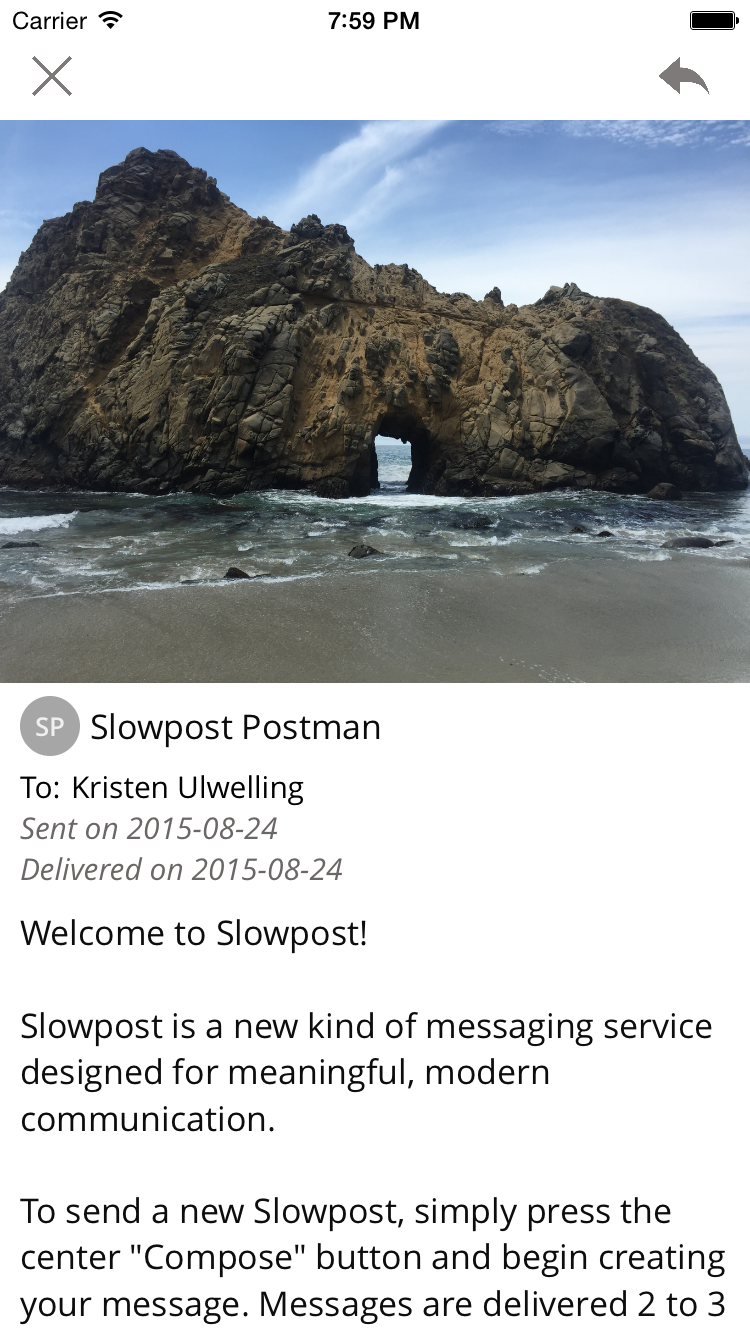 Carrier 7:59 PM
SP Slowpost Postman
To: Kristen Ulwelling
Sent on 2015-08-24
Delivered on 2015-08-24
Welcome to Slowpost!
Slowpost is a new kind of messaging service
designed for meaningful, modern
communication.
To send a new Slowpost, simply press the
center "Compose" button and begin creating
your message. Messages are delivered 2 to 3